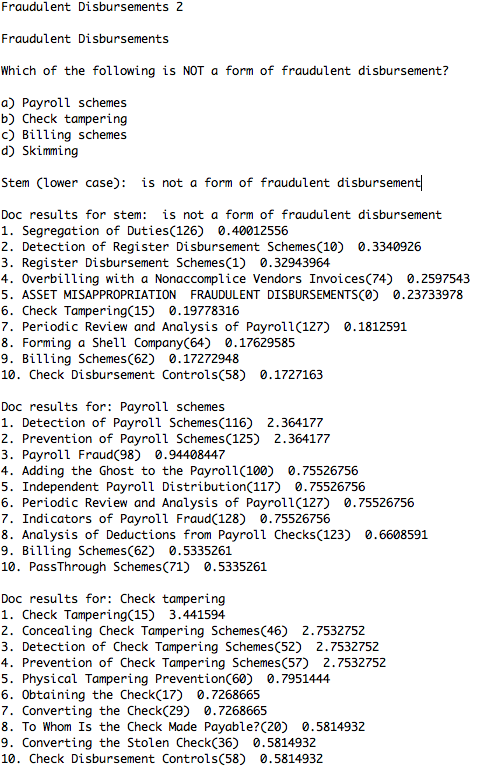 Fraudulent Disbursements 2
Fraudulent Disbursements
Which of the following is NOT a form of fraudulent disbursement?
a) Payroll schemes
b) Check tampering
c) Billing schemes
d) Skimming
Stem (lower case):  is not a form of fraudulent disbursement
Doc results for stem:  is not a form of fraudulent disbursement
1. Segregation of Duties(126)  0.40012556
2. Detection of Register Disbursement Schemes(10)  0.3340926
3. Register Disbursement Schemes(1)  0.32943964
4. Overbilling with a Nonaccomplice Vendors Invoices(74)  0.2597543
5. ASSET MISAPPROPRIATION  FRAUDULENT DISBURSEMENTS(0)  0.23733978
6. Check Tampering(15)  0.19778316
7. Periodic Review and Analysis of Payroll(127)  0.1812591
8. Forming a Shell Company(64)  0.17629585
9. Billing Schemes(62)  0.17272948
10. Check Disbursement Controls(58)  0.1727163
Doc results for: Payroll schemes
1. Detection of Payroll Schemes(116)  2.364177
2. Prevention of Payroll Schemes(125)  2.364177
3. Payroll Fraud(98)  0.94408447
4. Adding the Ghost to the Payroll(100)  0.75526756
5. Independent Payroll Distribution(117)  0.75526756
6. Periodic Review and Analysis of Payroll(127)  0.75526756
7. Indicators of Payroll Fraud(128)  0.75526756
8. Analysis of Deductions from Payroll Checks(123)  0.6608591
9. Billing Schemes(62)  0.5335261
10. PassThrough Schemes(71)  0.5335261
Doc results for: Check tampering
1. Check Tampering(15)  3.441594
2. Concealing Check Tampering Schemes(46)  2.7532752
3. Detection of Check Tampering Schemes(52)  2.7532752
4. Prevention of Check Tampering Schemes(57)  2.7532752
5. Physical Tampering Prevention(60)  0.7951444
6. Obtaining the Check(17)  0.7268665
7. Converting the Check(29)  0.7268665
8. To Whom Is the Check Made Payable?(20)  0.5814932
9. Converting the Stolen Check(36)  0.5814932
10. Check Disbursement Controls(58)  0.5814932